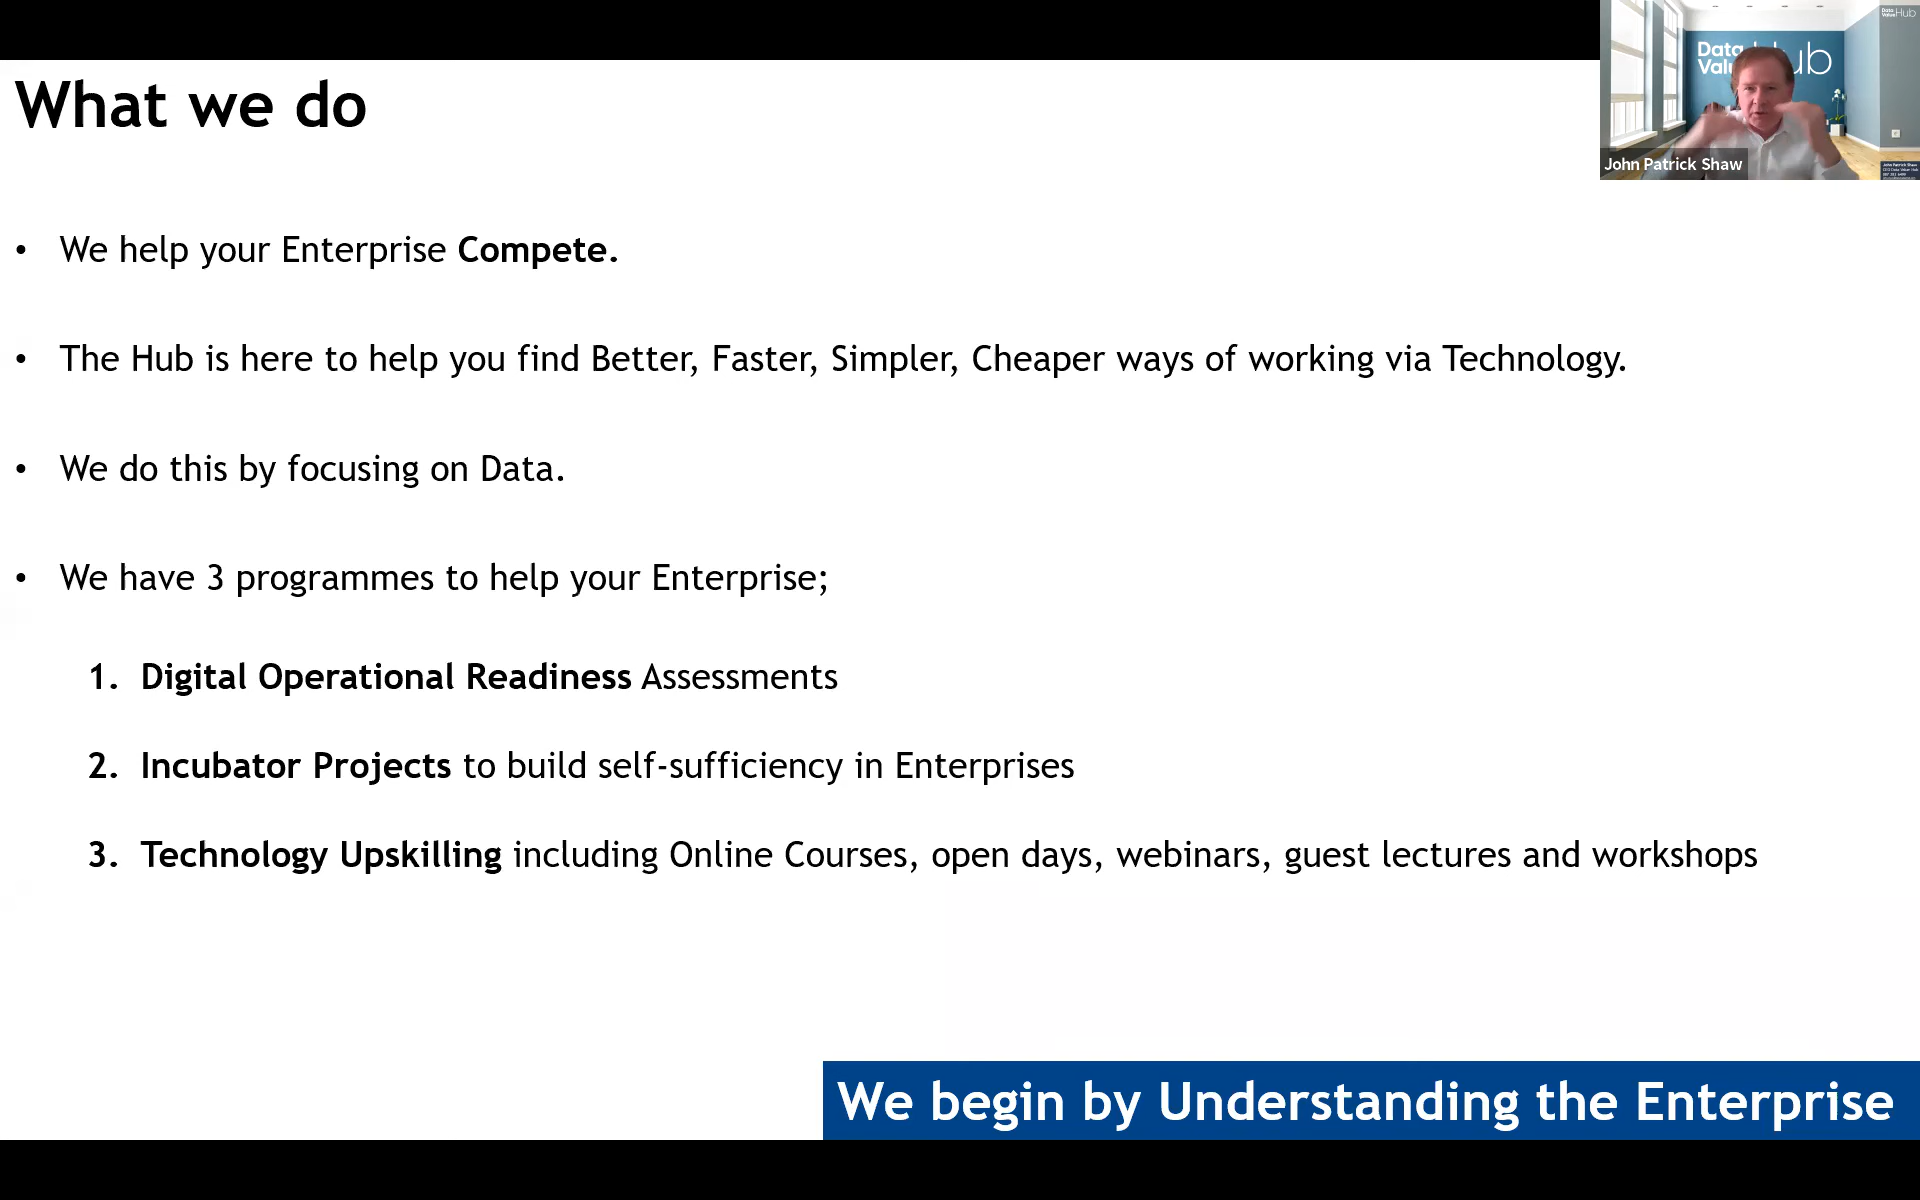 What we do
• We help your Enterprise Compete.
• The Hub is here to help you find Better, Faster, Simpler, Cheaper ways of working via Technology.
• We do this by focusing on Data.
• We have 3 programmes to help your Enterprise;
1. Digital Operational Readiness Assessments
2. Incubator Projects to build self-sufficiency in Enterprises
3. Technology Upskilling including Online Courses, open days, webinars, guest lectures and workshops
We begin by Understanding the Enterprise
Data
Hub
John Patrick Shaw